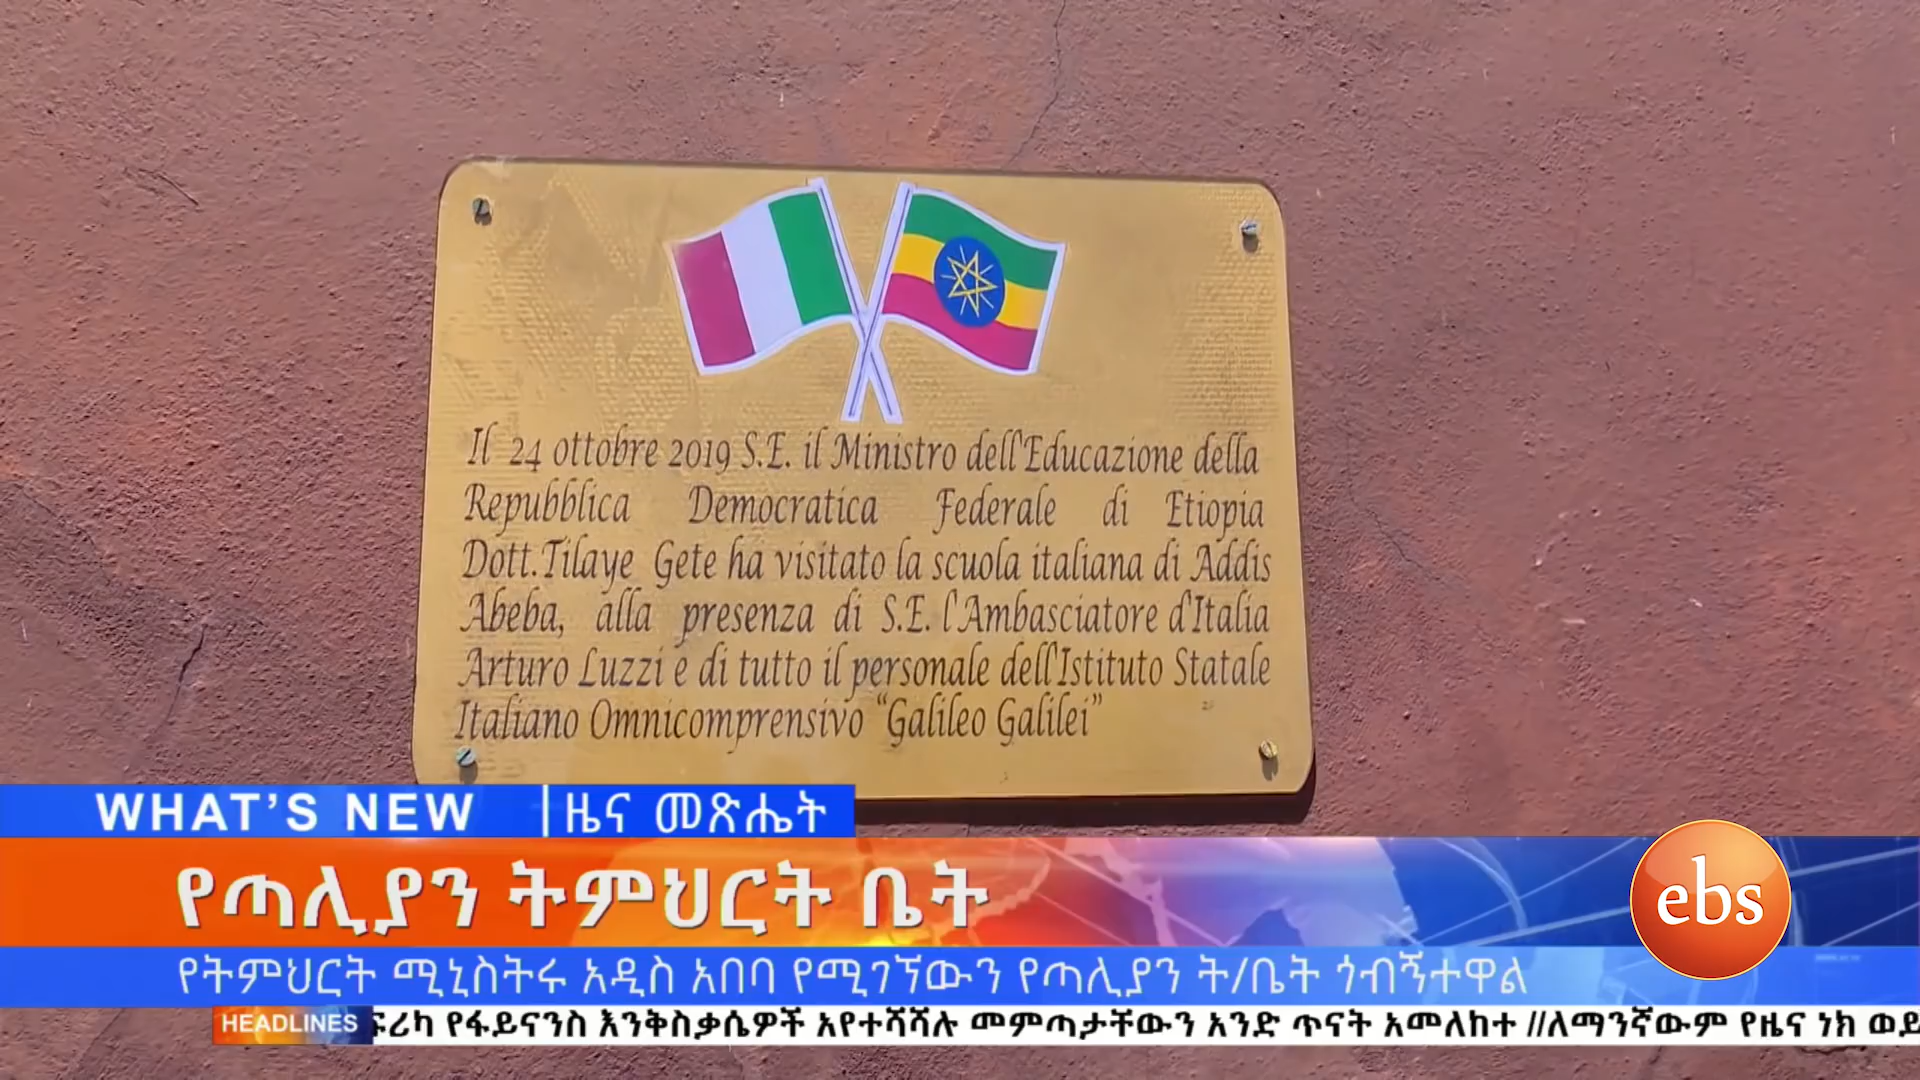 Il 24 ottobre 2019 S.E. il Ministro dell'Educazione della
Repubblica Democratica Federale di Etiopia
Dott.Tilaye Gete ha visitato la scuola italiana di Addis
Abeba, alla presenza di S.E. l'Ambasciatore d'Italia
Arturo Luzzi e di tutto il personale dell'Istituto Statale
Italiano Omnicomprensivo “Galileo Galilei”
WHAT'S NEW |ዜና መጽሔት
የጣሊያን ትምህርት ቤት
ebs
የትምህርት ሚኒስትሩ አዲስ አበባ የሚገኘውን የጣሊያን ት/ቤት ጎብኝተዋል
HEADLINES ፍሪካ የፋይናንስ እንቅስቃሴዎች እየተሻሻሉ መምጣታቸውን አንድ ጥናት አመለከተ //ለማንኛውም የዜና ነክ